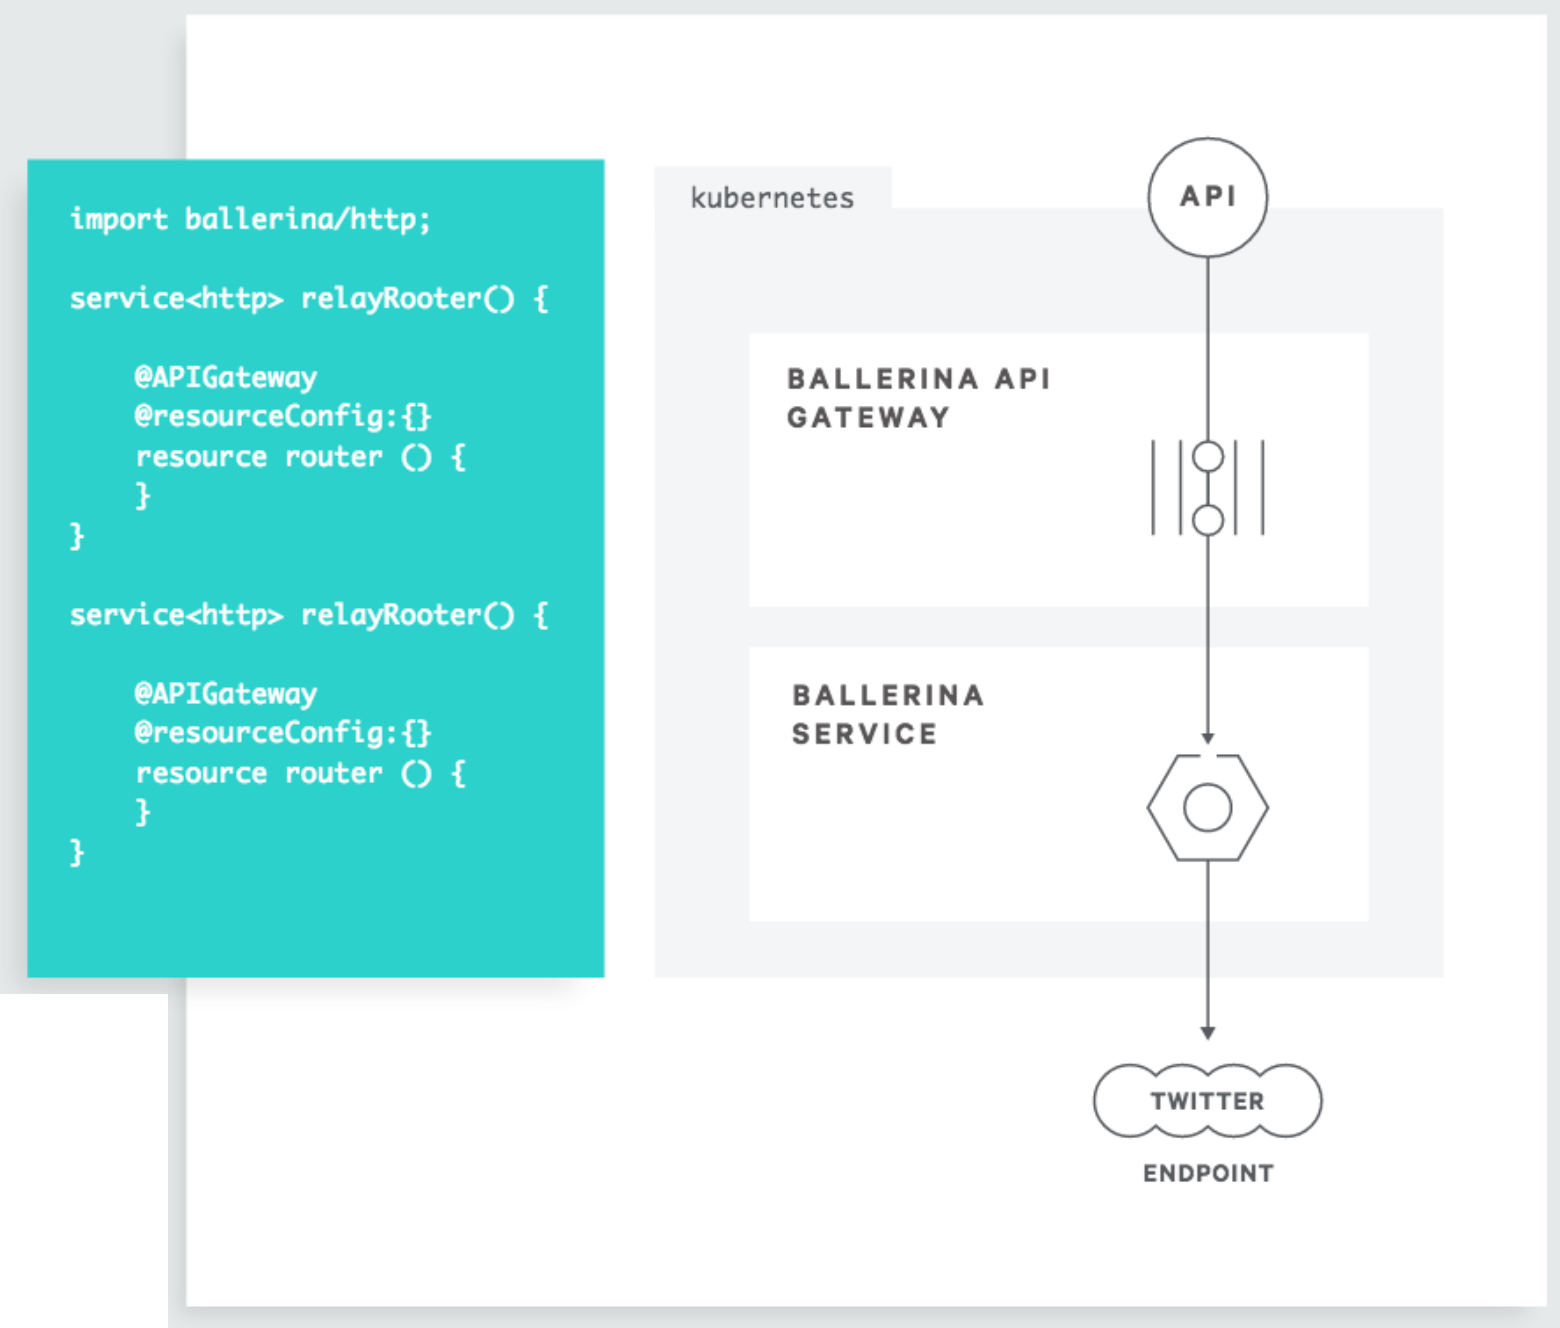 import ballerina/http;
service<http> relayRooter() {
@APIGateway
@resourceConfig:{}
resource router () {
}
}
service<http> relayRooter() {
@APIGateway
@resourceConfig:{}
resource router () {
}
}
kubernetes
API
BALLERINA API
GATEWAY
BALLERINA
SERVICE
TWITTER
ENDPOINT